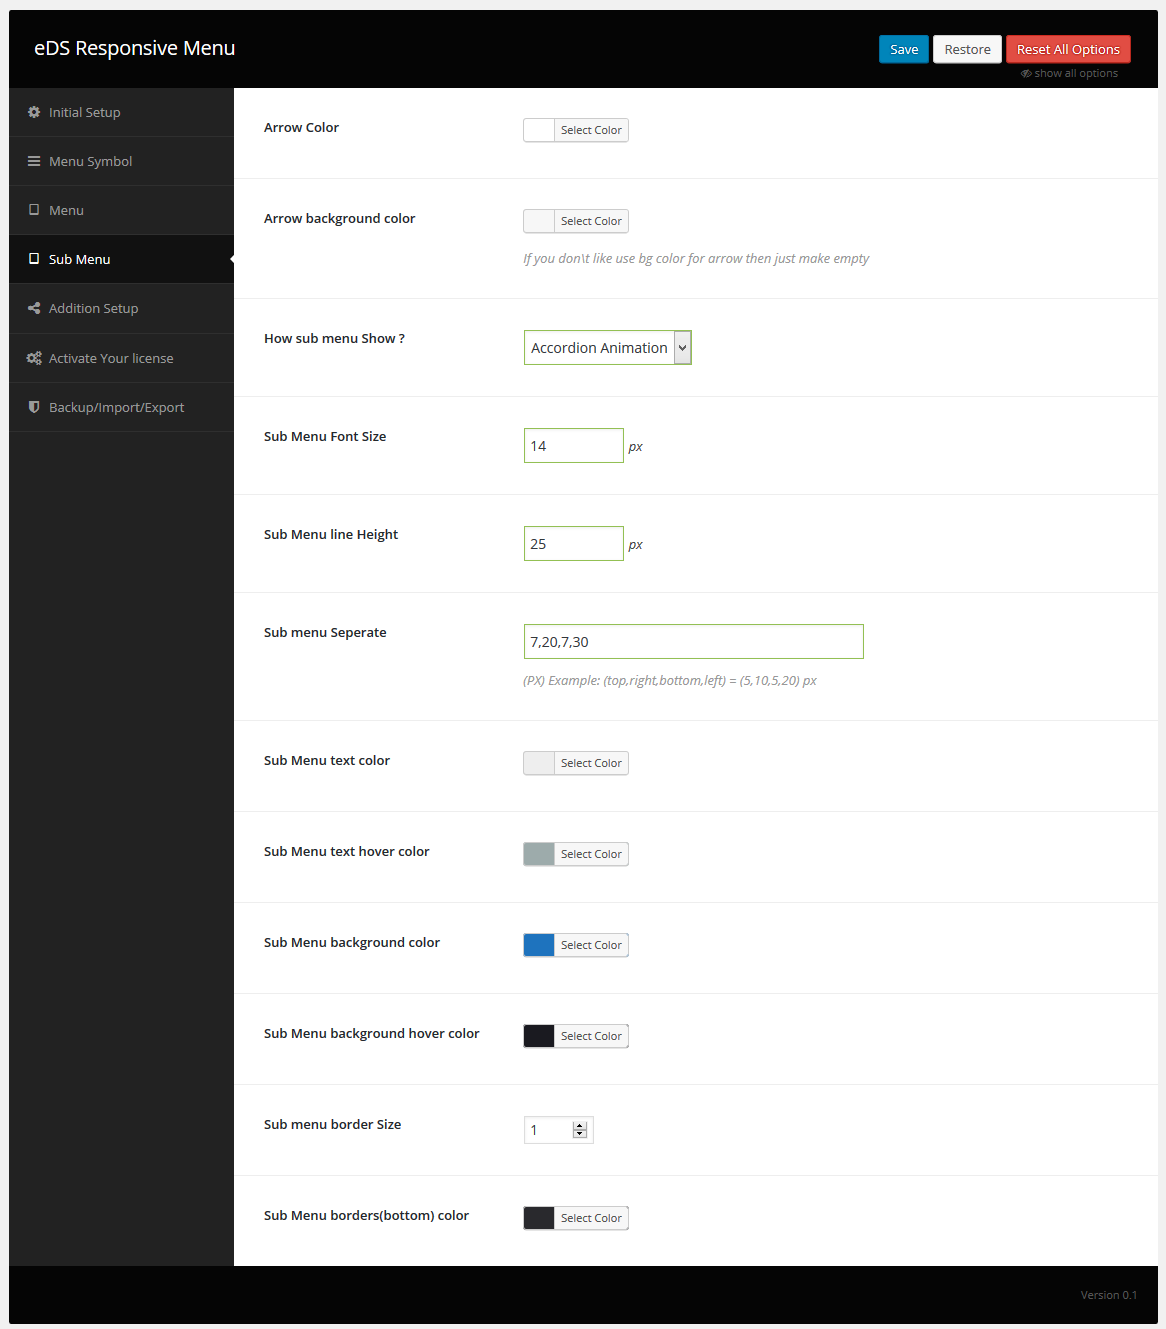 eDS Responsive Menu
Save
Restore
Reset All Options
show all options
Initial Setup
Menu Symbol
Menu
Sub Menu
Addition Setup
Activate Your license
Backup/Import/Export
Arrow Color
Select Color
Arrow background color
Select Color
If you don\t like use bg color for arrow then just make empty
How sub menu Show ?
Accordion Animation
Sub Menu Font Size
14 px
Sub Menu line Height
25 px
Sub menu Seperate
7,20,7,30
(PX) Example: (top,right,bottom,left) = (5,10,5,20) px
Sub Menu text color
Select Color
Sub Menu text hover color
Select Color
Sub Menu background color
Select Color
Sub Menu background hover color
Select Color
Sub menu border Size
1
Sub Menu borders(bottom) color
Select Color
Version 0.1